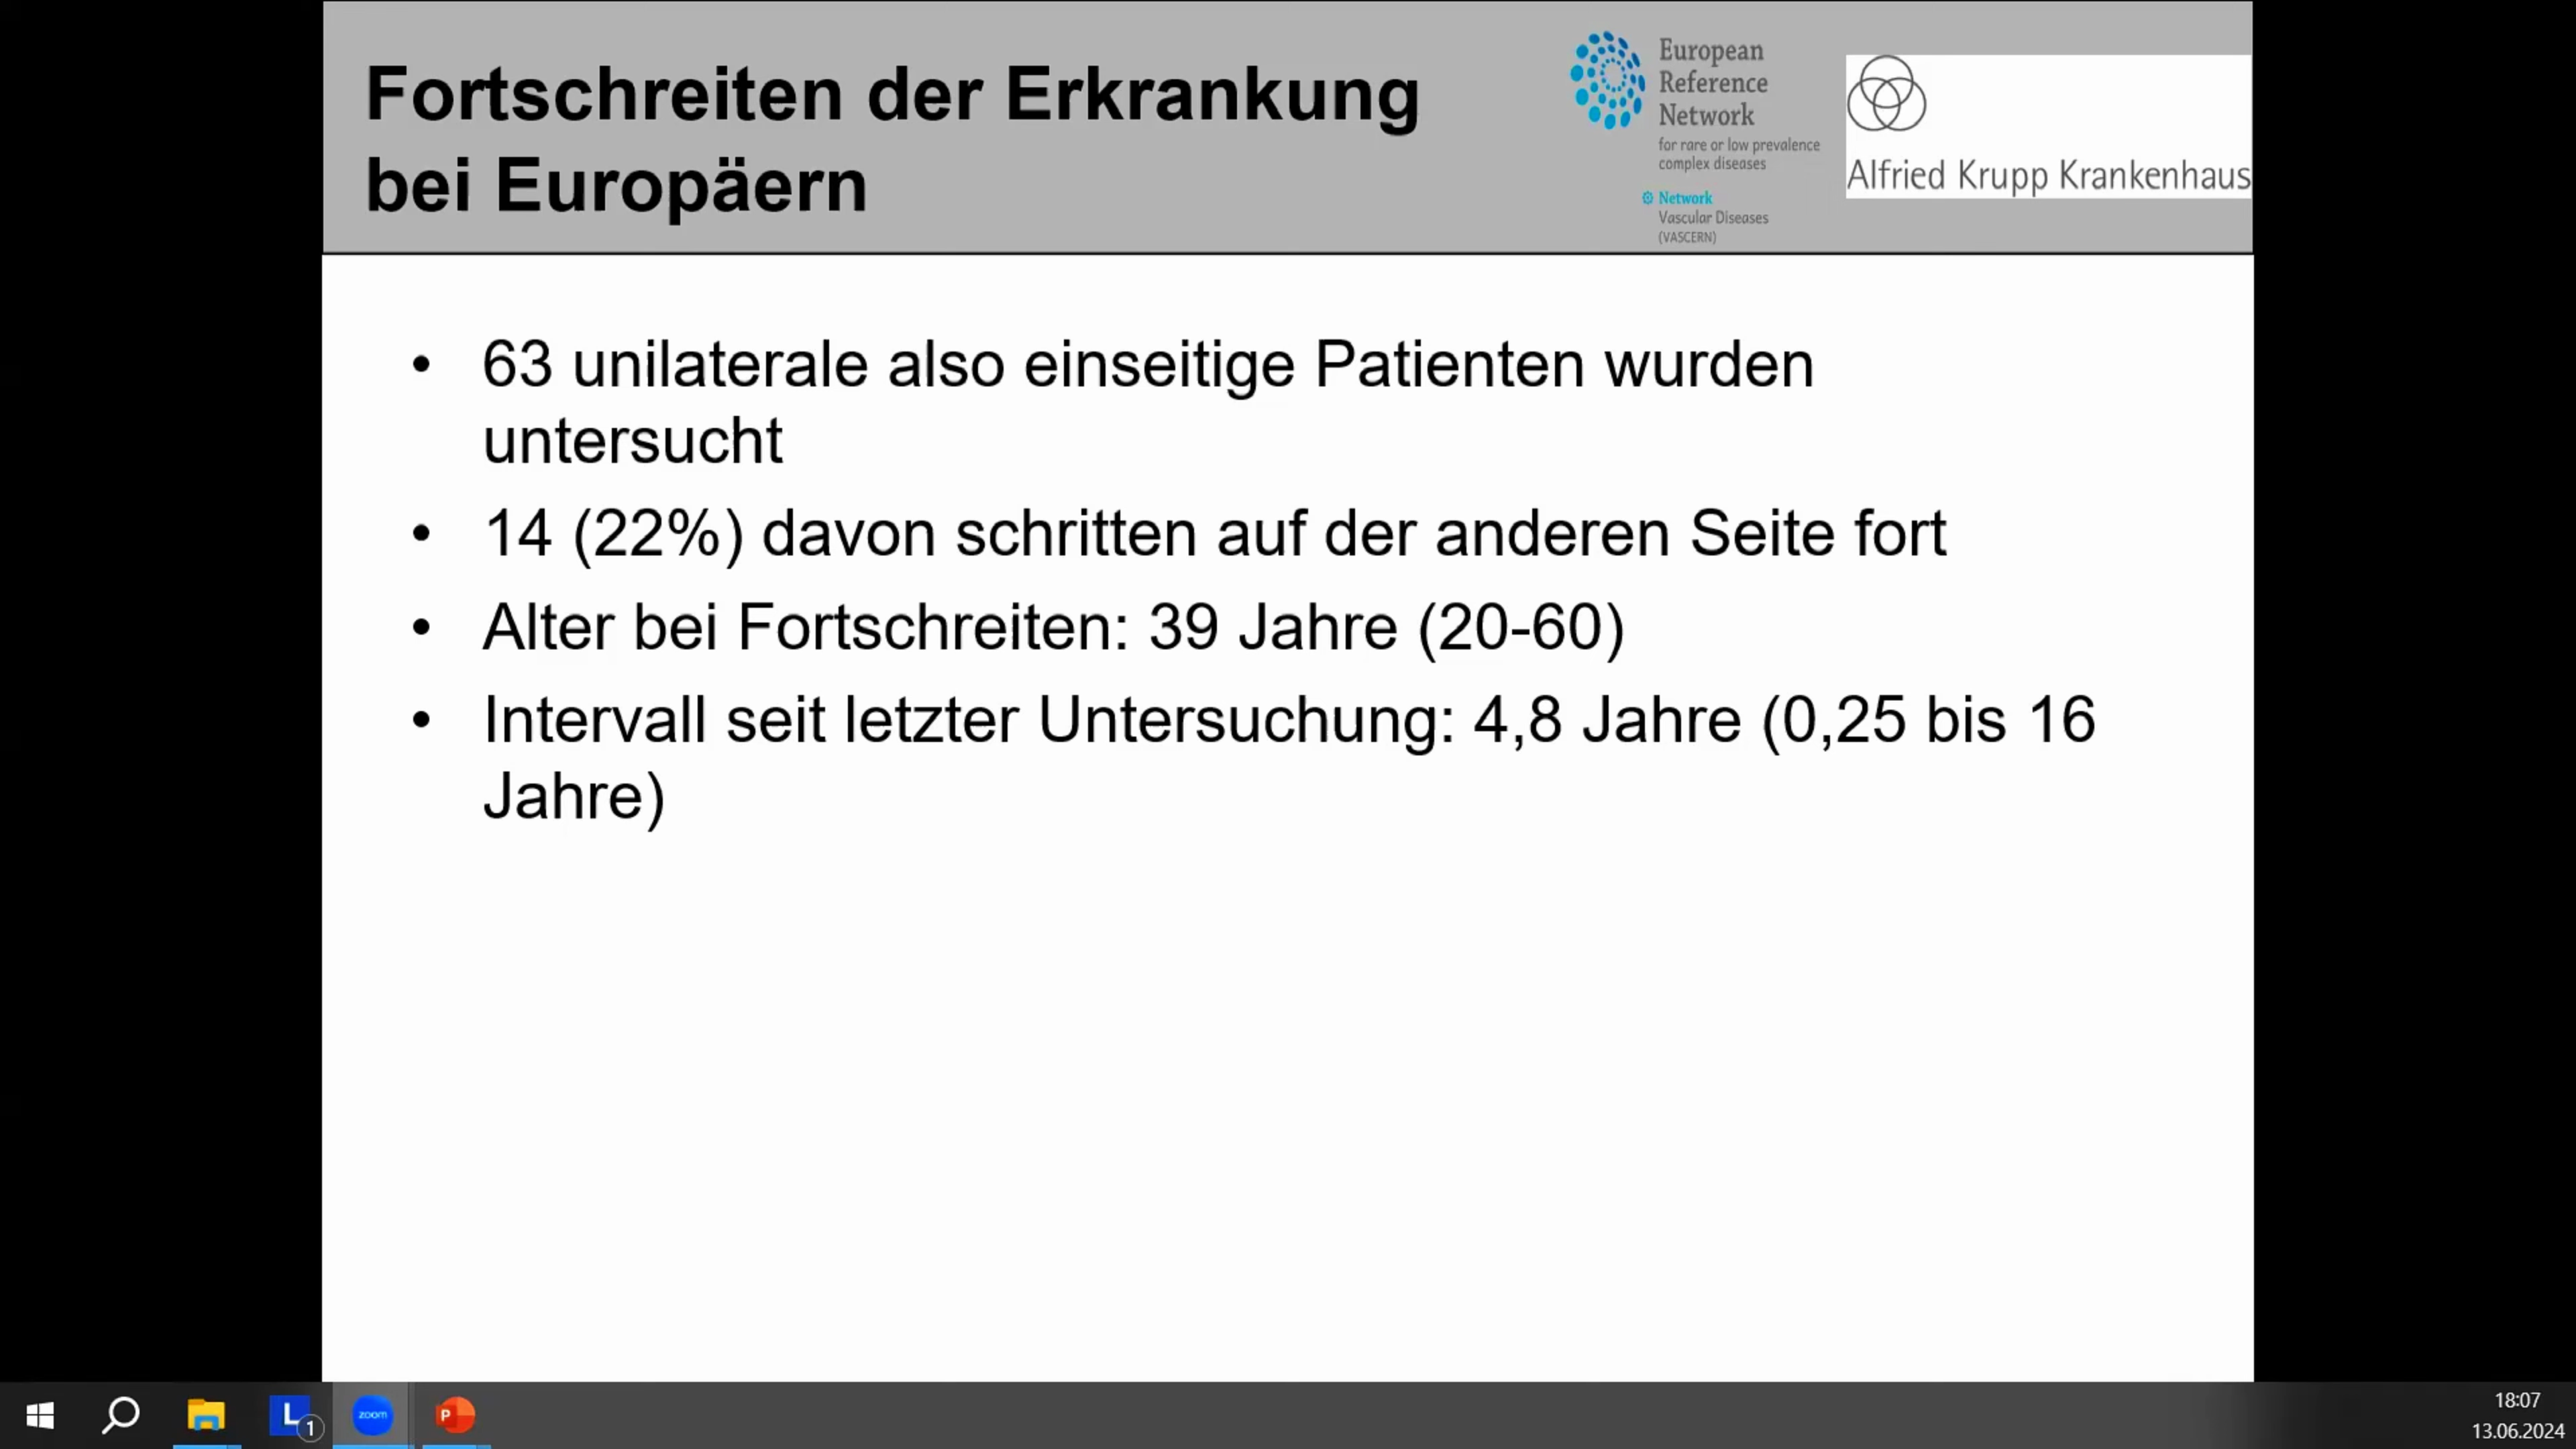 Fortschreiten der Erkrankung
bei Europäern
European
Reference
Network
for rare or low prevalence
complex diseases
Network
Vascular Diseases
(VASCERN)
Alfried Krupp Krankenhaus
• 63 unilaterale also einseitige Patienten wurden
untersucht
• 14 (22%) davon schritten auf der anderen Seite fort
• Alter bei Fortschreiten: 39 Jahre (20-60)
• Intervall seit letzter Untersuchung: 4,8 Jahre (0,25 bis 16
Jahre)
L
1
zoom
P
18:07
13.06.2024